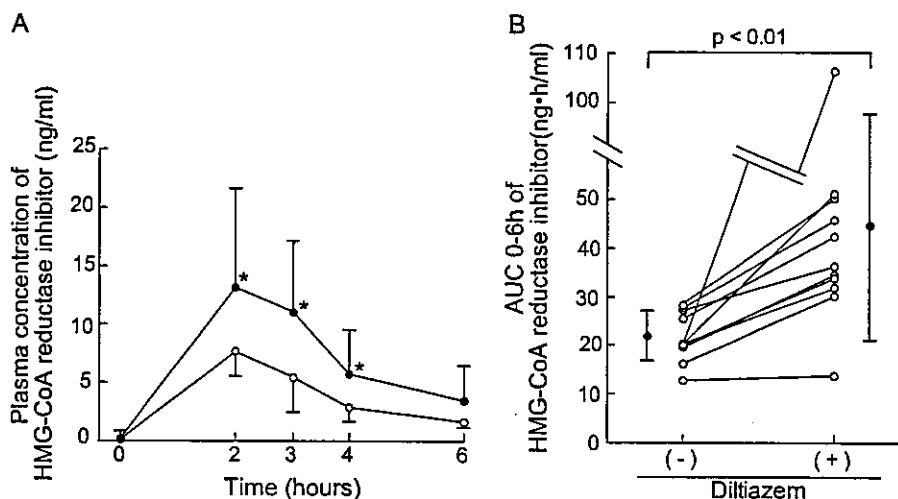 A
Plasma concentration of
HMG-CoA reductase inhibitor (ng/ml)
25
20
15
10
5
0
*
*
*
0
2
3
4
6
Time (hours)
B
p < 0.01
AUC 0-6h of
HMG-CoA reductase inhibitor(ng•h/ml)
110
100
50
40
30
20
10
0
(-)
(+)
Diltiazem